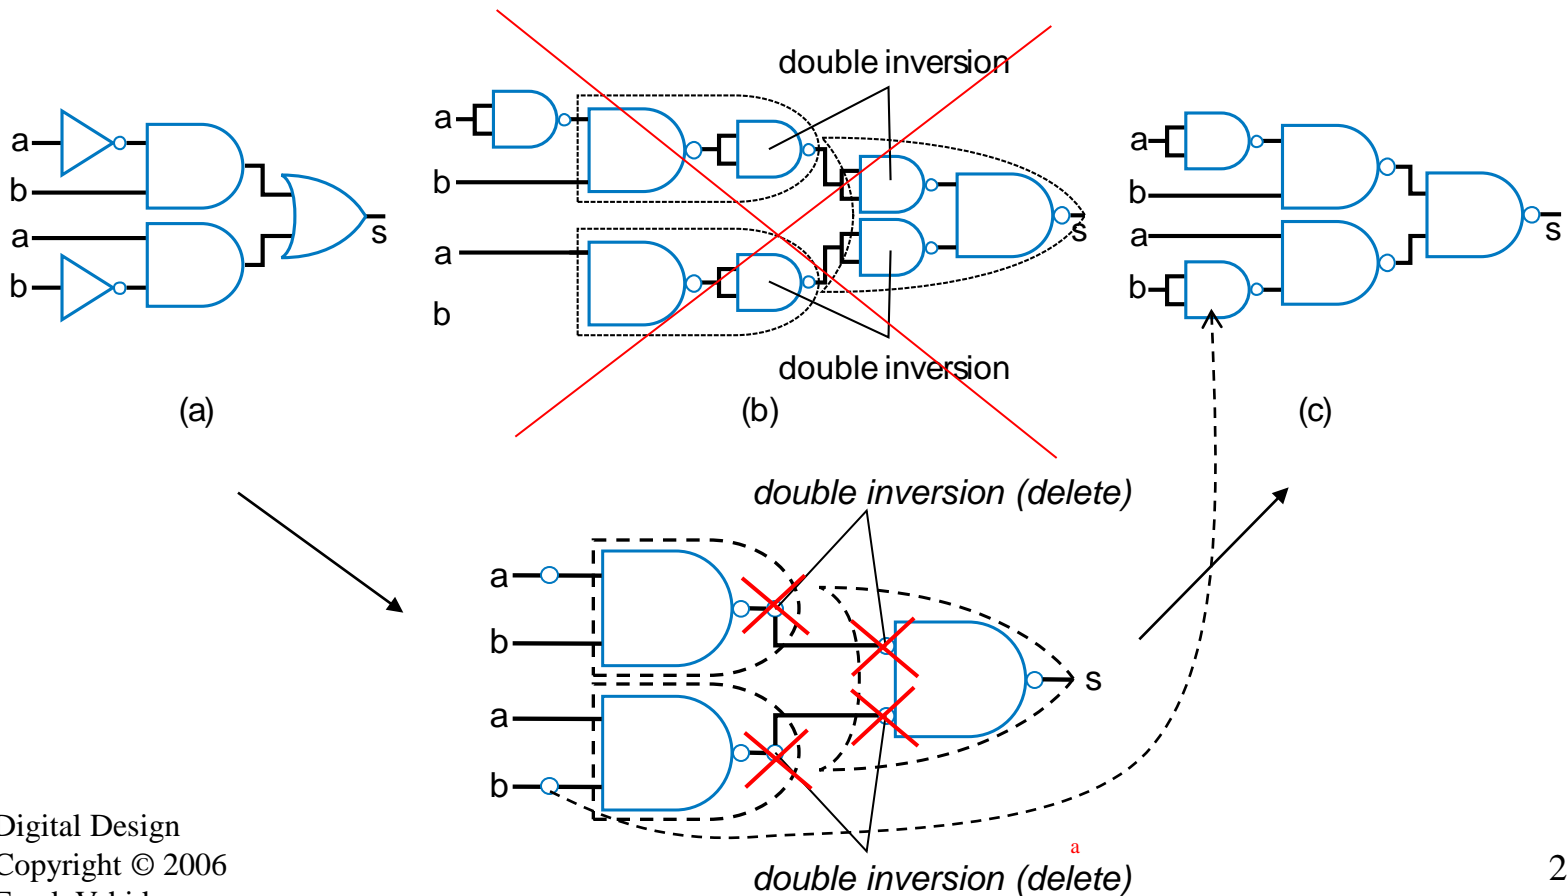 double inversion
a
b
a
b
s
a
b
a
b
s
a
b
a
b
s
double inversion
(a)
(b)
(c)
double inversion (delete)
a
b
a
b
s
Digital Design
Copyright © 2006
a
2
double inversion (delete)